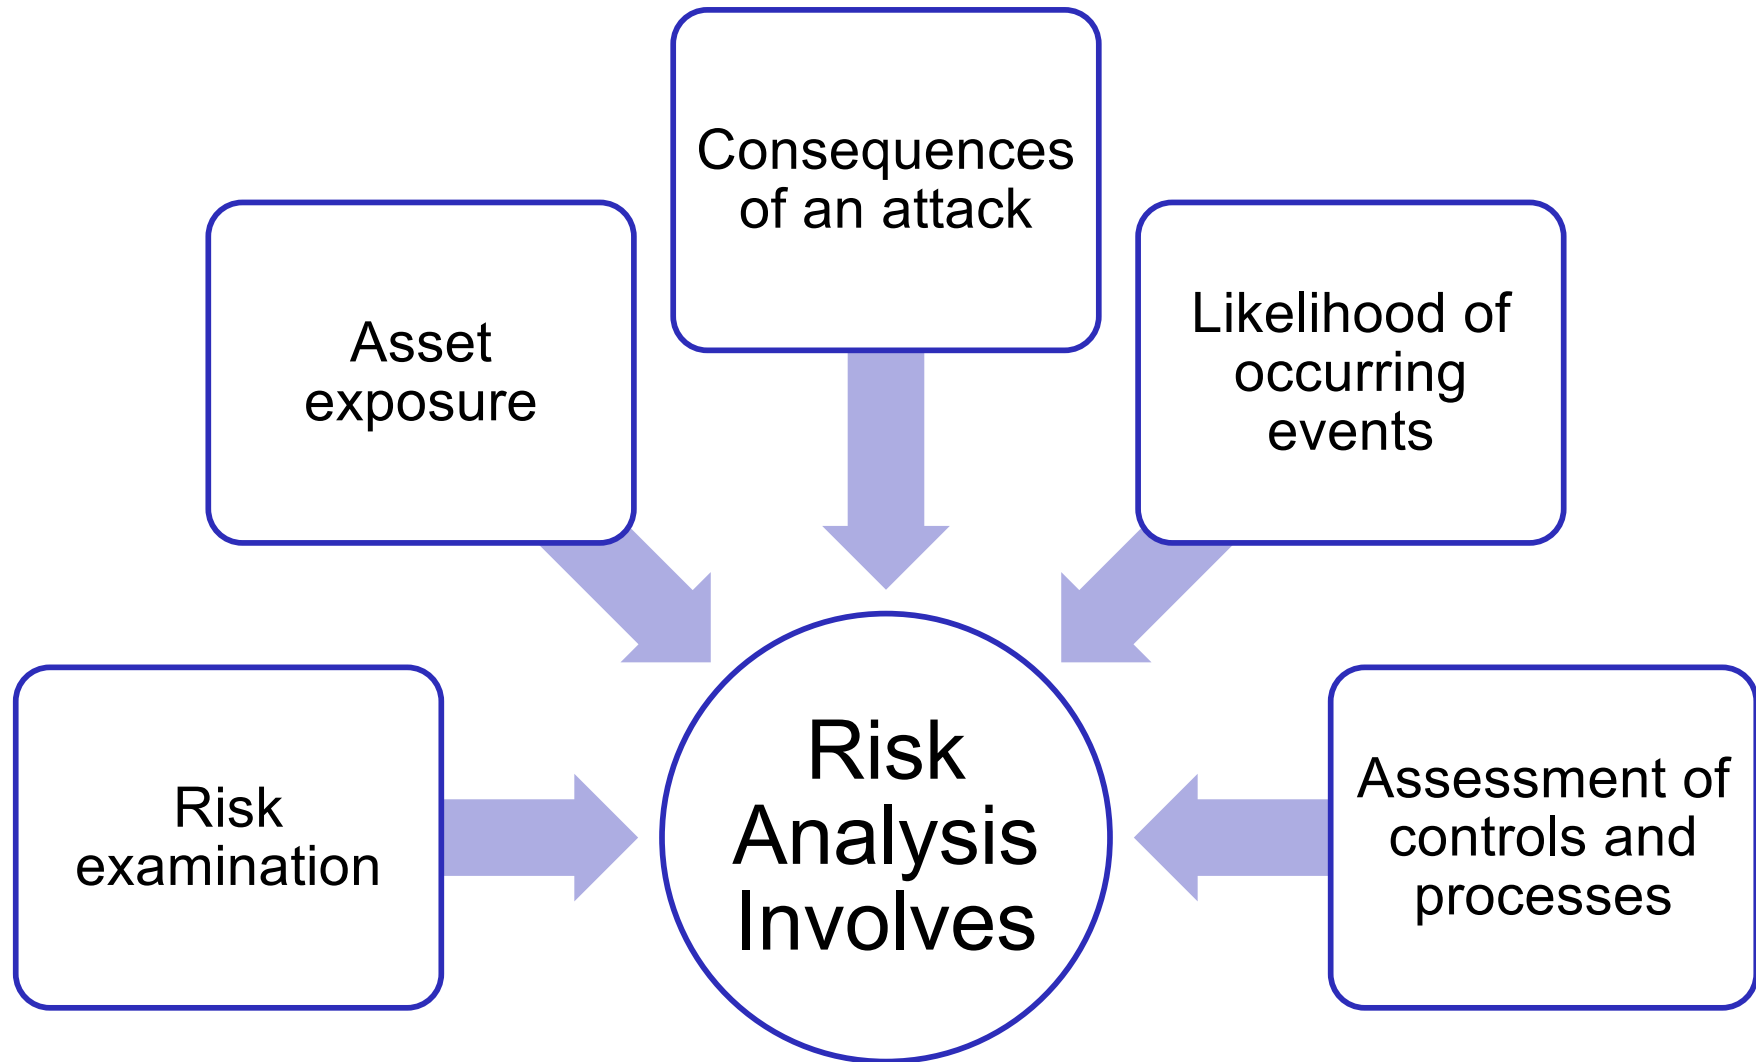 Consequences
of an attack
Asset
exposure
Likelihood of
occurring
events
Risk
examination
Risk
Analysis
Involves
Assessment of
controls and
processes